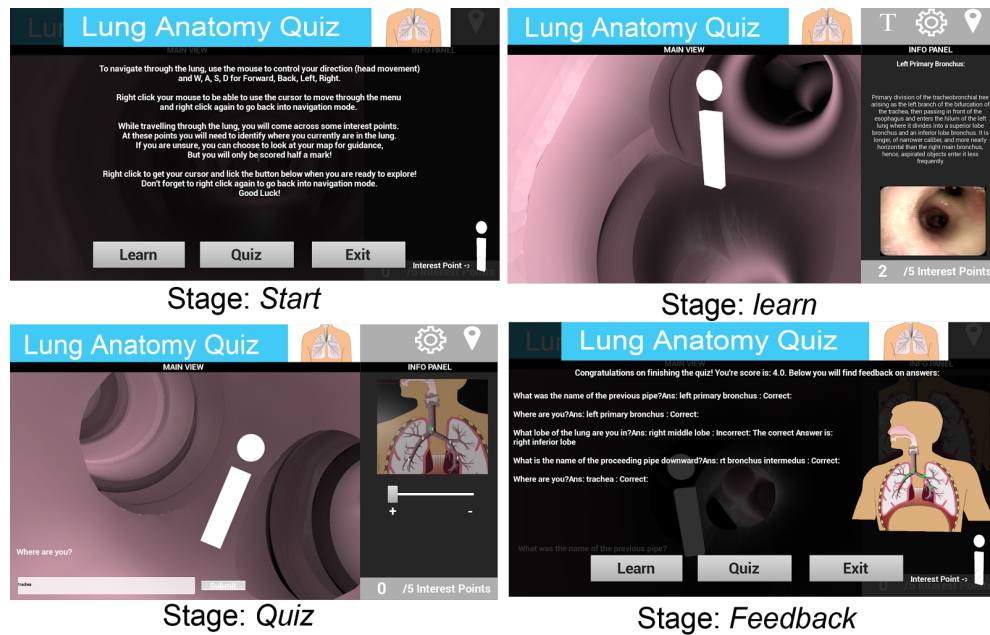 Lun
Lung Anatomy Quiz
MAIN VIEW
INFO PANEL
To navigate through the lung, use the mouse to control your direction (head movement)
and W, A, S, D for Forward, Back, Left, Right.
Right click your mouse to be able to use the cursor to move through the menu
and right click again to go back into navigation mode.
While travelling through the lung, you will come across some interest points.
At these points you will need to identify where you currently are in the lung.
If you are unsure, you can choose to look at your map for guidance,
But you will only be scored half a mark!
Right click to get your cursor and lick the button below when you are ready to explore!
Don't forget to right click again to go back into navigation mode.
Good Luck!
Learn
Quiz
Exit
Interest Point ->
0 /5 Interest Points
Stage: Start
Lung Anatomy Quiz
T
MAIN VIEW
INFO PANEL
Left Primary Bronchus:
Primary division of the tracheobronchial tree
arising as the left branch of the bifurcation of
the trachea, then passing in front of the
esophagus and enters the hilum of the left
lung where it divides into a superior lobe
bronchus and an inferior lobe bronchus. It is
longer, of narrower caliber, and more nearly
horizontal than the right main bronchus,
hence, aspirated objects enter it less
frequently
2 /5 Interest Points
Stage: learn
Lung Anatomy Quiz
MAIN VIEW
INFO PANEL
+ -
Where are you?
trachea
Submit
0 /5 Interest Points
Stage: Quiz
Lu
Lung Anatomy Quiz
MAIN VIEW
INFO PANEL
Congratulations on finishing the quiz! You're score is: 4.0. Below you will find feedback on answers:
What was the name of the previous pipe?Ans: left primary bronchus : Correct:
Where are you?Ans: left primary bronchus : Correct:
What lobe of the lung are you in?Ans: right middle lobe : Incorrect: The correct Answer is:
right inferior lobe
What is the name of the proceeding pipe downward?Ans: rt bronchus intermedus : Correct:
Where are you?Ans: trachea : Correct:
What was the name of the previous pipe?
Learn
Quiz
Exit
Interest Point ->
0 /5 Interest Points
Stage: Feedback